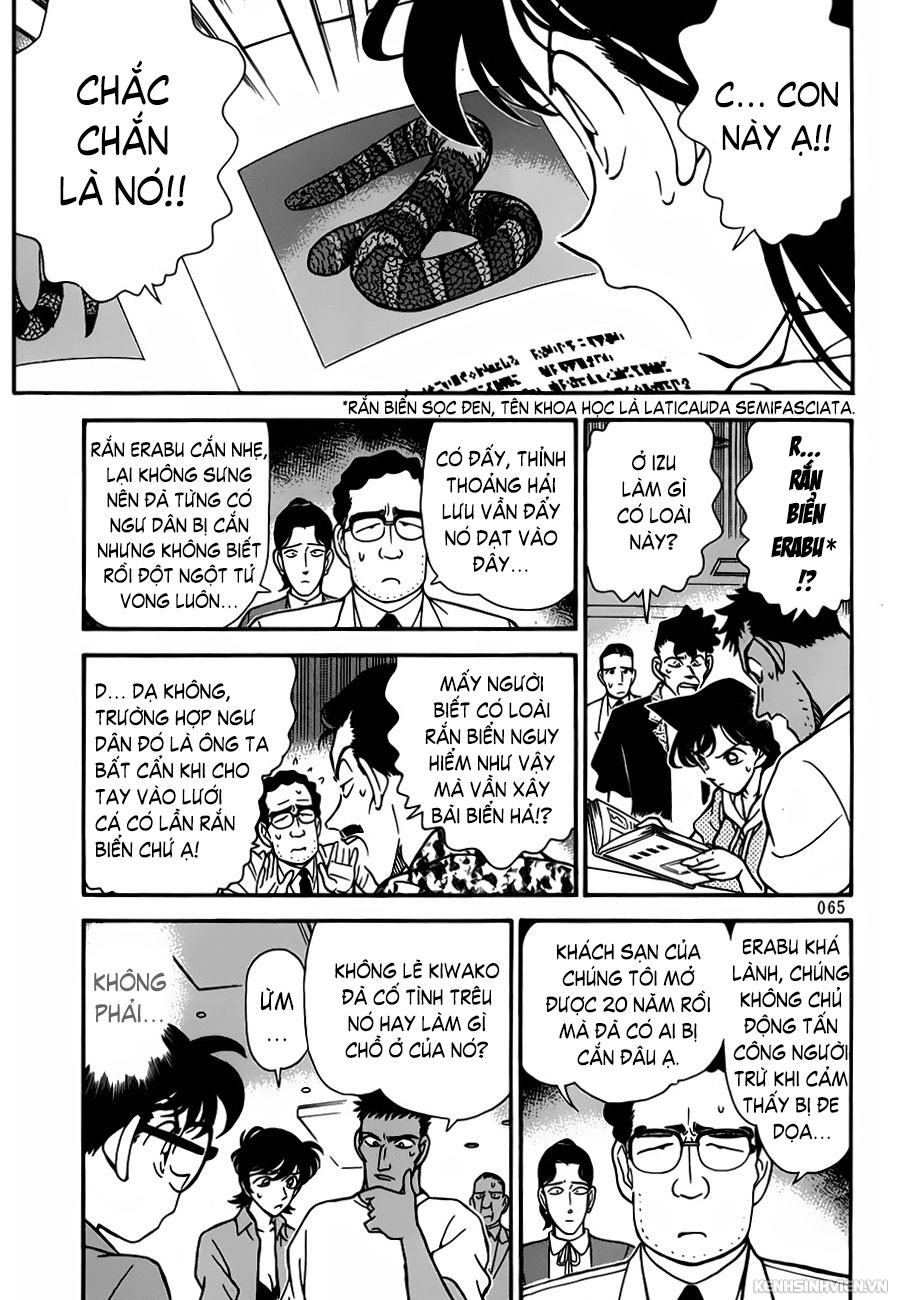 C... CON
NÀY Ạ!!
CHẮC
CHẮN
LÀ NÓ!!
*RẮN BIỂN SỌC ĐEN, TÊN KHOA HỌC LÀ LATICAUDA SEMIFASCIATA.
R...
RẮN
BIỂN
ERABU*
!?
Ở IZU
LÀM GÌ
CÓ LOÀI
NÀY?
CÓ ĐẤY, THỈNH
THOẢNG HẢI
LƯU VẪN ĐẨY
NÓ DẠT VÀO
ĐÂY...
RẮN ERABU CẮN NHẸ,
LẠI KHÔNG SƯNG
NÊN ĐÃ TỪNG CÓ
NGƯ DÂN BỊ CẮN
NHƯNG KHÔNG BIẾT
RỒI ĐỘT NGỘT TỬ
VONG LUÔN...
MẤY NGƯỜI
BIẾT CÓ LOÀI
RẮN BIỂN NGUY
HIỂM NHƯ VẬY
MÀ VẪN XÂY
BÃI BIỂN HẢ!?
D... DẠ KHÔNG,
TRƯỜNG HỢP NGƯ
DÂN ĐÓ LÀ ÔNG TA
BẤT CẨN KHI CHO
TAY VÀO LƯỚI
CÁ CÓ LẪN RẮN
BIỂN CHỨ Ạ!
065
ERABU KHÁ
LÀNH, CHÚNG
KHÔNG CHỦ
ĐỘNG TẤN
CÔNG NGƯỜI
TRỪ KHI CẢM
THẤY BỊ ĐE
DỌA...
KHÁCH SẠN CỦA
CHÚNG TÔI MỞ
ĐƯỢC 20 NĂM RỒI
MÀ ĐÃ CÓ AI BỊ
CẮN ĐÂU Ạ.
KHÔNG LẼ KIWAKO
ĐÃ CỐ TÌNH TRÊU
NÓ HAY LÀM GÌ
CHỖ Ở CỦA NÓ?
ỪM
...
KHÔNG
PHẢI...
KENHSINHVIEN.VN